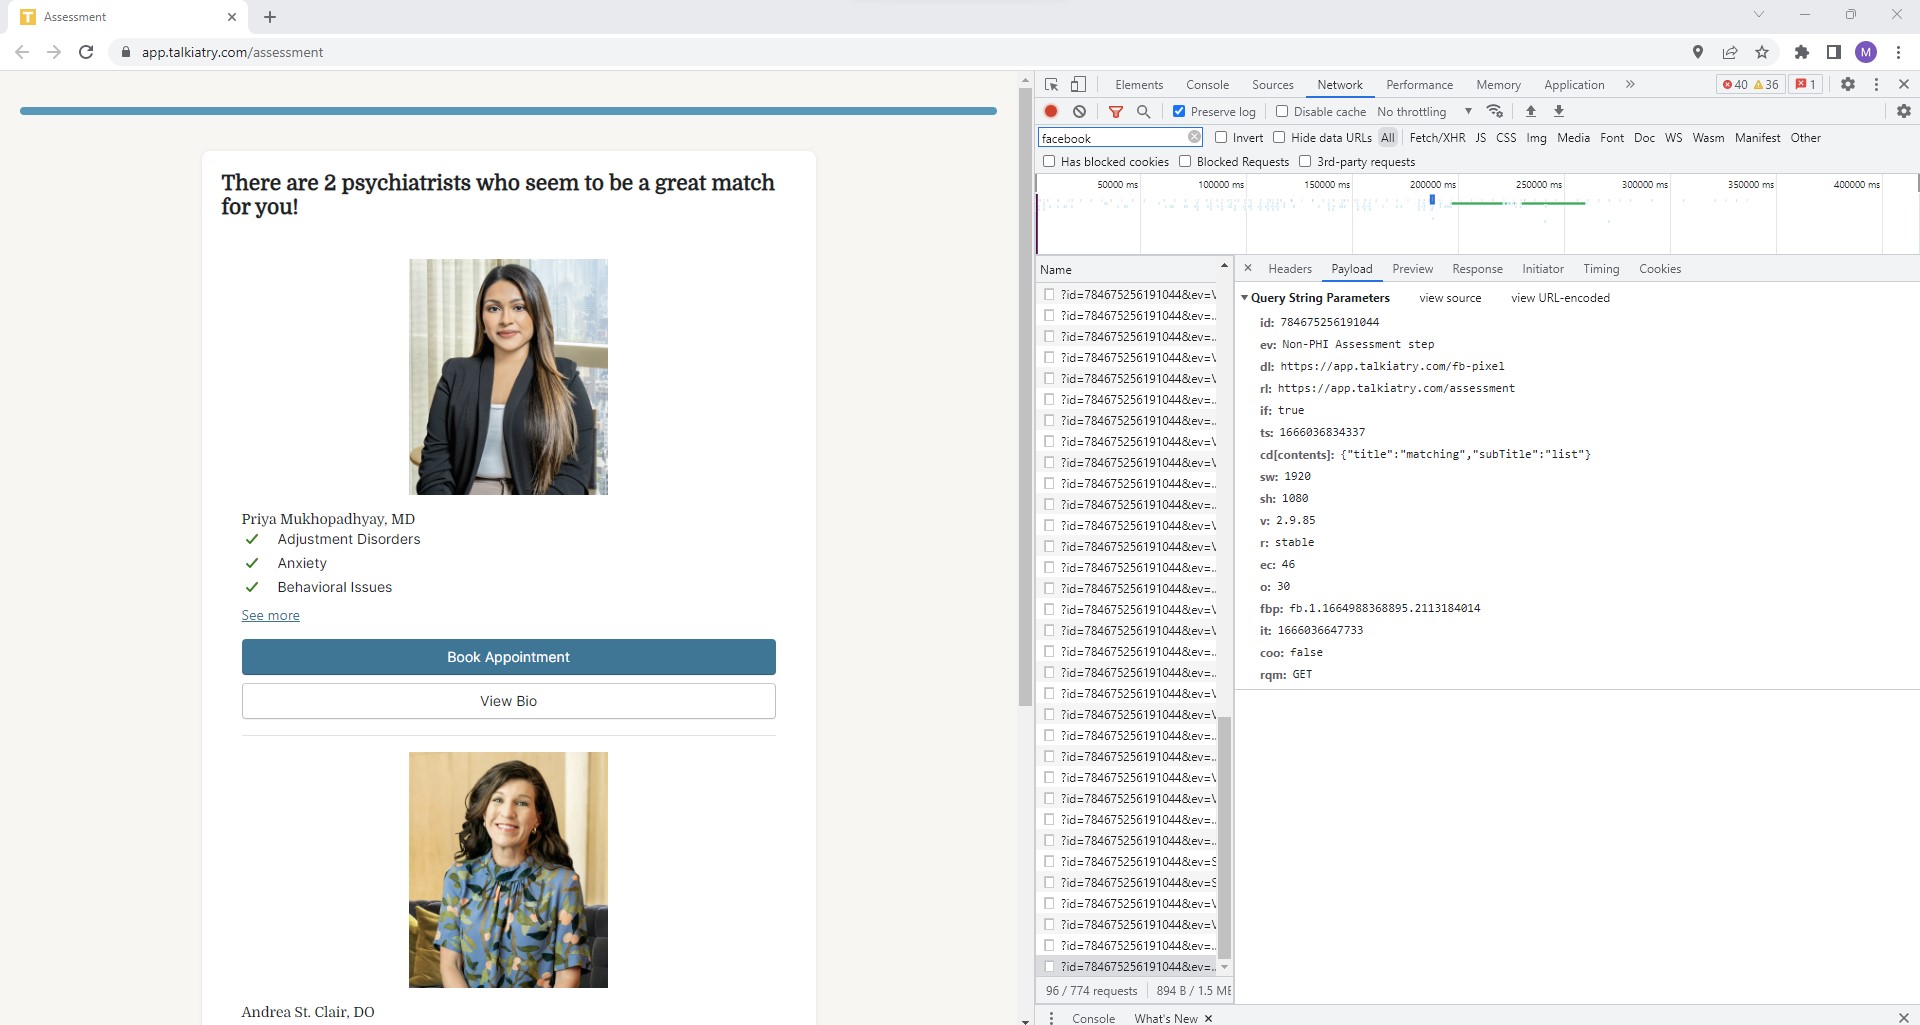 Assessment
app.talkiatry.com/assessment
M
There are 2 psychiatrists who seem to be a great match
for you!
Priya Mukhopadhyay, MD
Adjustment Disorders
Anxiety
Behavioral Issues
See more
Book Appointment
View Bio
Andrea St. Clair, DO
Elements Console Sources Network Performance Memory Application 40 36 1
Preserve log Disable cache No throttling
facebook Invert Hide data URLs All Fetch/XHR JS CSS Img Media Font Doc WS Wasm Manifest Other
Has blocked cookies Blocked Requests 3rd-party requests
50000 ms 100000 ms 150000 ms 200000 ms 250000 ms 300000 ms 350000 ms 400000 ms
Name
?id=784675256191044&ev=V
?id=784675256191044&ev=...
?id=784675256191044&ev=...
?id=784675256191044&ev=V
?id=784675256191044&ev=V
?id=784675256191044&ev=...
?id=784675256191044&ev=...
?id=784675256191044&ev=V
?id=784675256191044&ev=V
?id=784675256191044&ev=...
?id=784675256191044&ev=...
?id=784675256191044&ev=V
?id=784675256191044&ev=V
?id=784675256191044&ev=...
?id=784675256191044&ev=...
?id=784675256191044&ev=V
?id=784675256191044&ev=V
?id=784675256191044&ev=...
?id=784675256191044&ev=...
?id=784675256191044&ev=V
?id=784675256191044&ev=V
?id=784675256191044&ev=...
?id=784675256191044&ev=...
?id=784675256191044&ev=V
?id=784675256191044&ev=V
?id=784675256191044&ev=...
?id=784675256191044&ev=...
?id=784675256191044&ev=S
?id=784675256191044&ev=S
?id=784675256191044&ev=V
?id=784675256191044&ev=V
?id=784675256191044&ev=...
?id=784675256191044&ev=...
96 / 774 requests 894 B / 1.5 ME
Headers Payload Preview Response Initiator Timing Cookies
Query String Parameters view source view URL-encoded
id: 784675256191044
ev: Non-PHI Assessment step
dl: https://app.talkiatry.com/fb-pixel
rl: https://app.talkiatry.com/assessment
if: true
ts: 1666036834337
cd[contents]: {"title":"matching","subTitle":"list"}
sw: 1920
sh: 1080
v: 2.9.85
r: stable
ec: 46
o: 30
fbp: fb.1.1664988368895.2113184014
it: 1666036647733
coo: false
rqm: GET
Console What's New